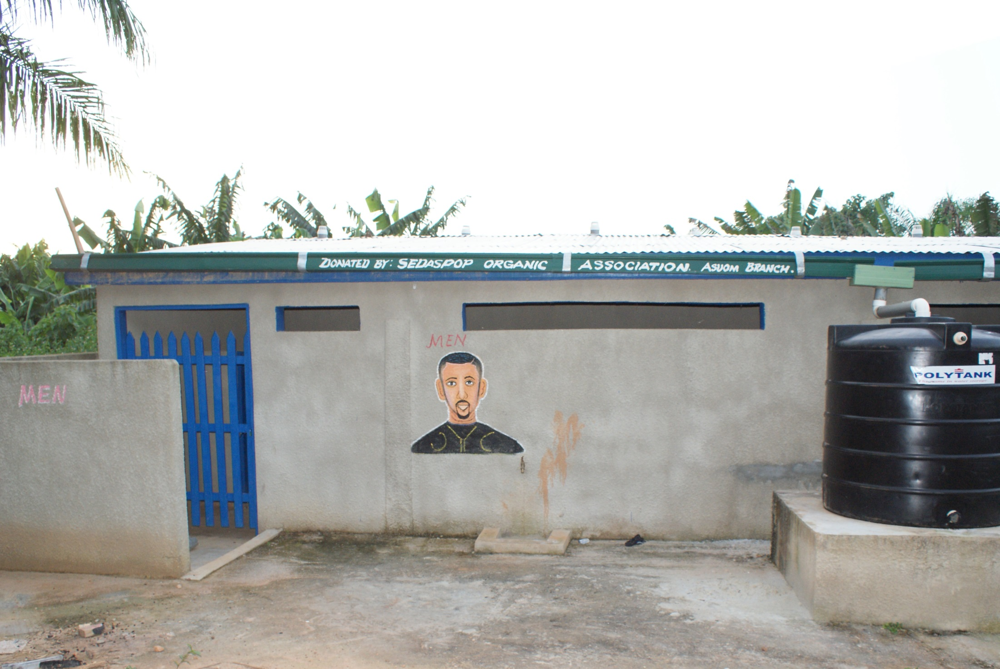 DONATED BY: SEDASPOP ORGANIC ASSOCIATION. ASUOM BRANCH.
MEN
MEN
POLYTANK